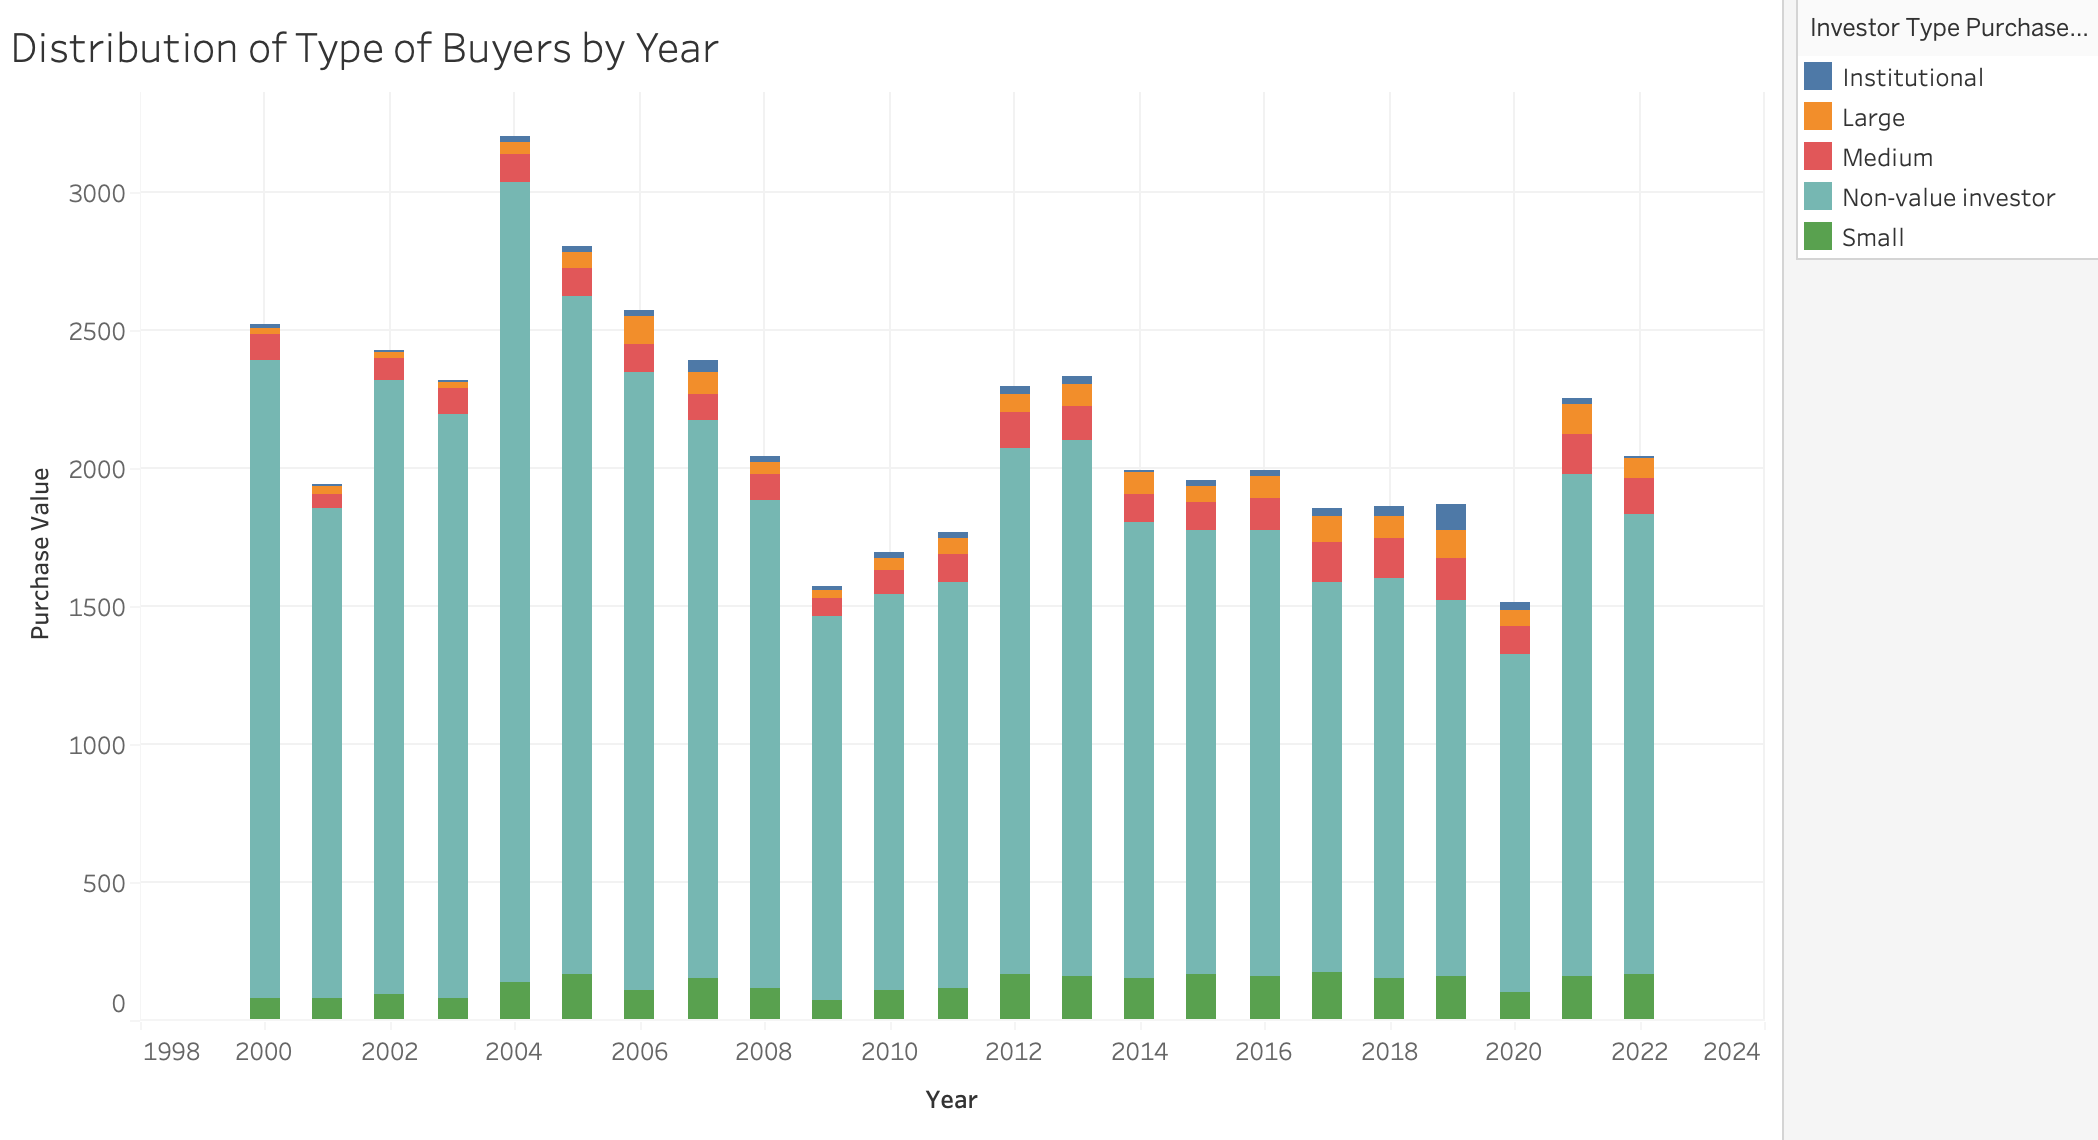 Distribution of Type of Buyers by Year
Investor Type Purchase...
Institutional
Large
Medium
Non-value investor
Small
Purchase Value
3000
2500
2000
1500
1000
500
0
1998 2000 2002 2004 2006 2008 2010 2012 2014 2016 2018 2020 2022 2024
Year